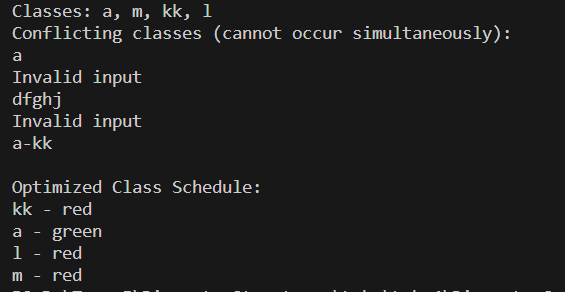 Classes: a, m, kk, l
Conflicting classes (cannot occur simultaneously):
a
Invalid input
dfghj
Invalid input
a-kk
Optimized Class Schedule:
kk - red
a - green
l - red
m - red